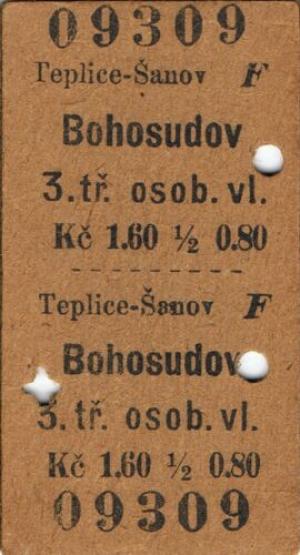 09309
Teplice-Šanov F
Bohosudov
3. tř. osob. vl.
Kč 1.60 ½ 0.80
Teplice-Šanov F
Bohosudov
3. tř. osob. vl.
Kč 1.60 ½ 0.80
09309